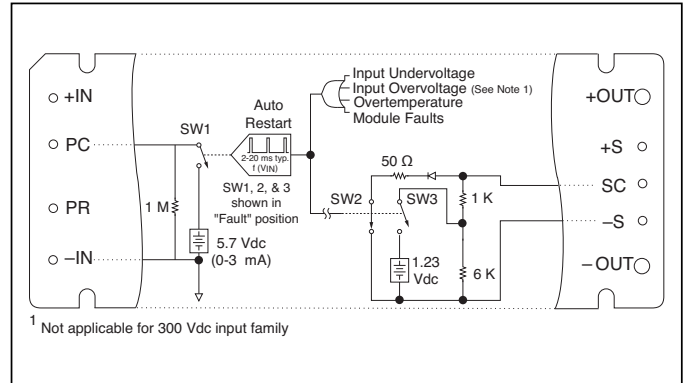 Input Undervoltage
Input Overvoltage (See Note 1)
Overtemperature
Module Faults
+IN
PC
PR
–IN
SW1
Auto
Restart
2-20 ms typ.
f (VIN)
SW1, 2, & 3
shown in
"Fault" position
1 M
5.7 Vdc
(0-3 mA)
50 Ω
SW2
SW3
1 K
1.23
Vdc
6 K
+OUT
+S
SC
–S
–OUT
1 Not applicable for 300 Vdc input family